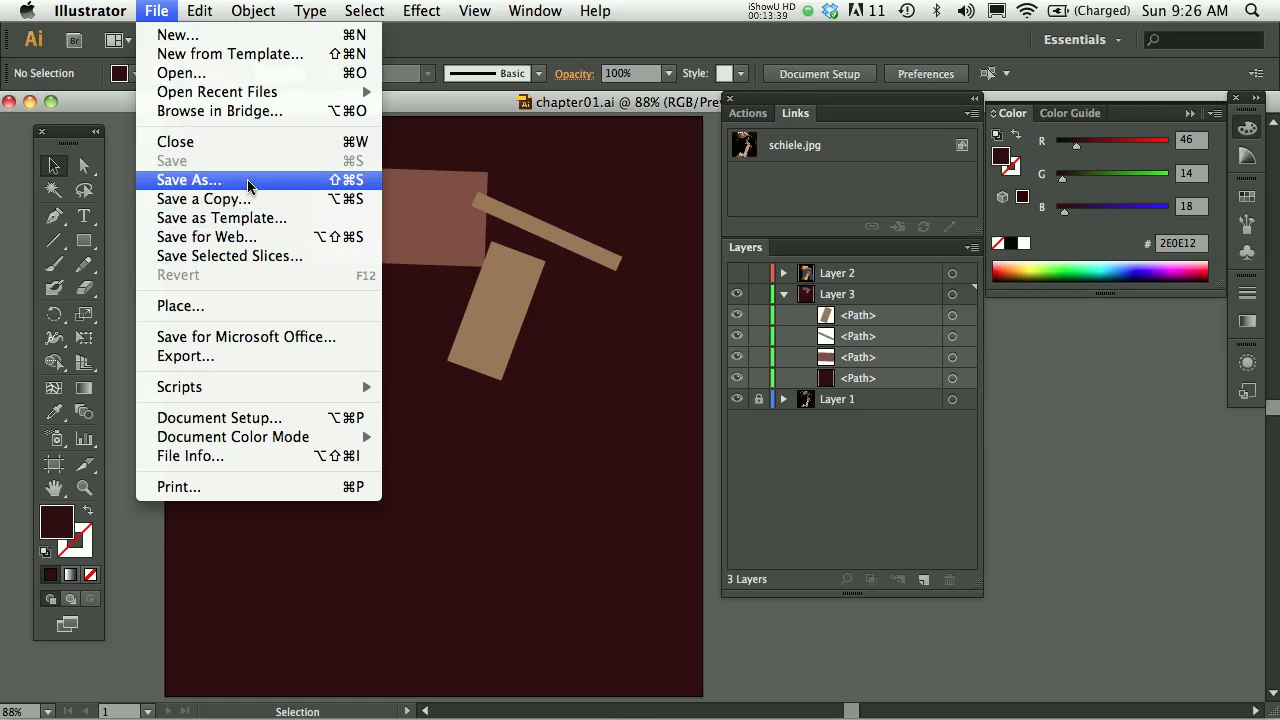 Illustrator File Edit Object Type Select Effect View Window Help iShowU HD 00:13:39 11 (Charged) Sun 9:26 AM
Ai Br Essentials
No Selection Basic Opacity: 100% Style: Document Setup Preferences
chapter01.ai @ 88% (RGB/Pre
New... ⌘N
New from Template... ⇧⌘N
Open... ⌘O
Open Recent Files
Browse in Bridge... ⌥⌘O
Close ⌘W
Save ⌘S
Save As... ⇧⌘S
Save a Copy... ⌥⌘S
Save as Template...
Save for Web... ⌥⇧⌘S
Save Selected Slices...
Revert F12
Place...
Save for Microsoft Office...
Export...
Scripts
Document Setup... ⌥⌘P
Document Color Mode
File Info... ⌥⇧⌘I
Print... ⌘P
Actions Links
schiele.jpg
Layers
Layer 2
Layer 3
<Path>
<Path>
<Path>
<Path>
Layer 1
3 Layers
Color Color Guide
R 46
G 14
B 18
# 2E0E12
88% 1 Selection